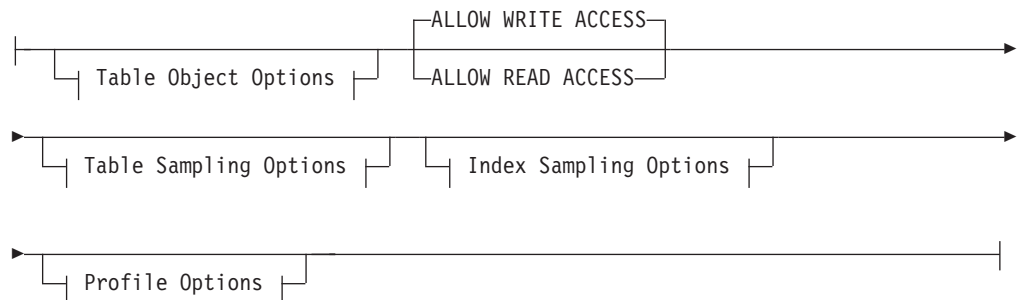 ALLOW WRITE ACCESS
Table Object Options
ALLOW READ ACCESS
Table Sampling Options Index Sampling Options
Profile Options